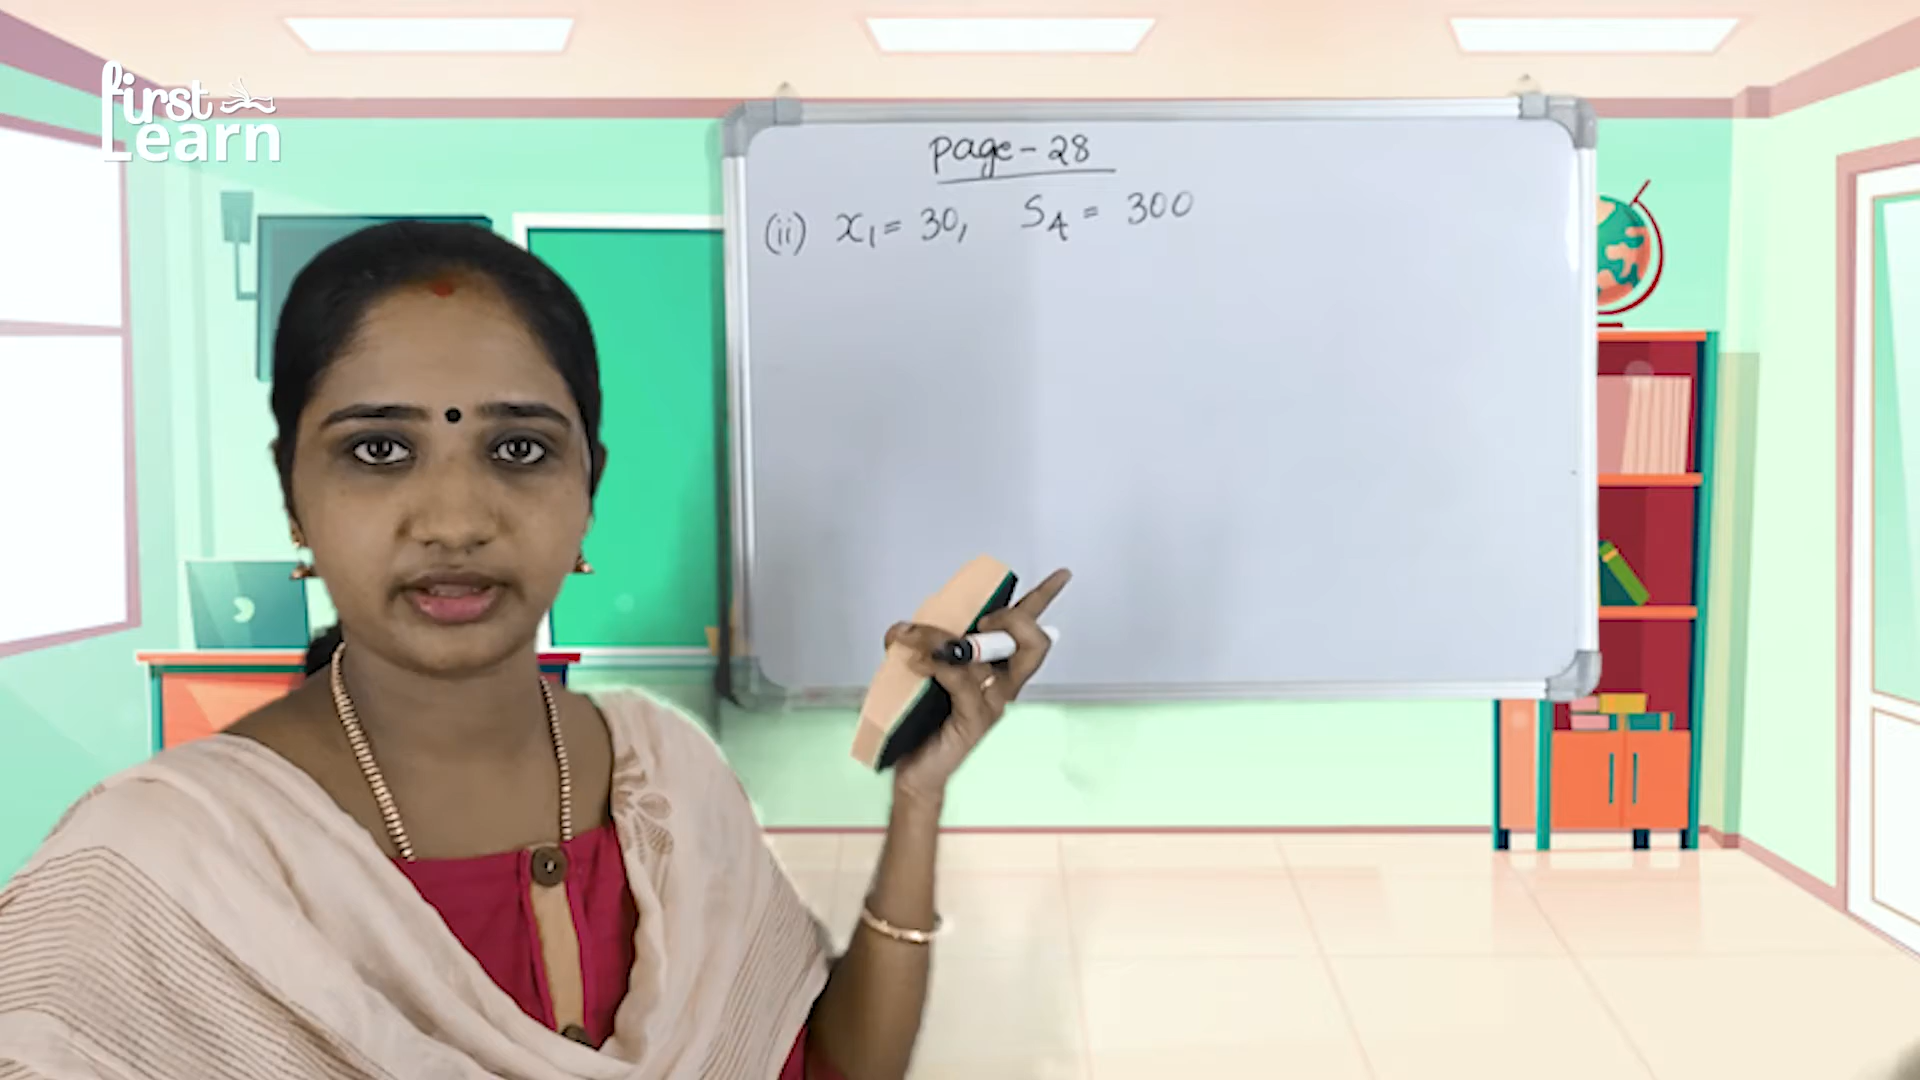 first
Learn
page - 28
(ii) x₁ = 30, S₄ = 300